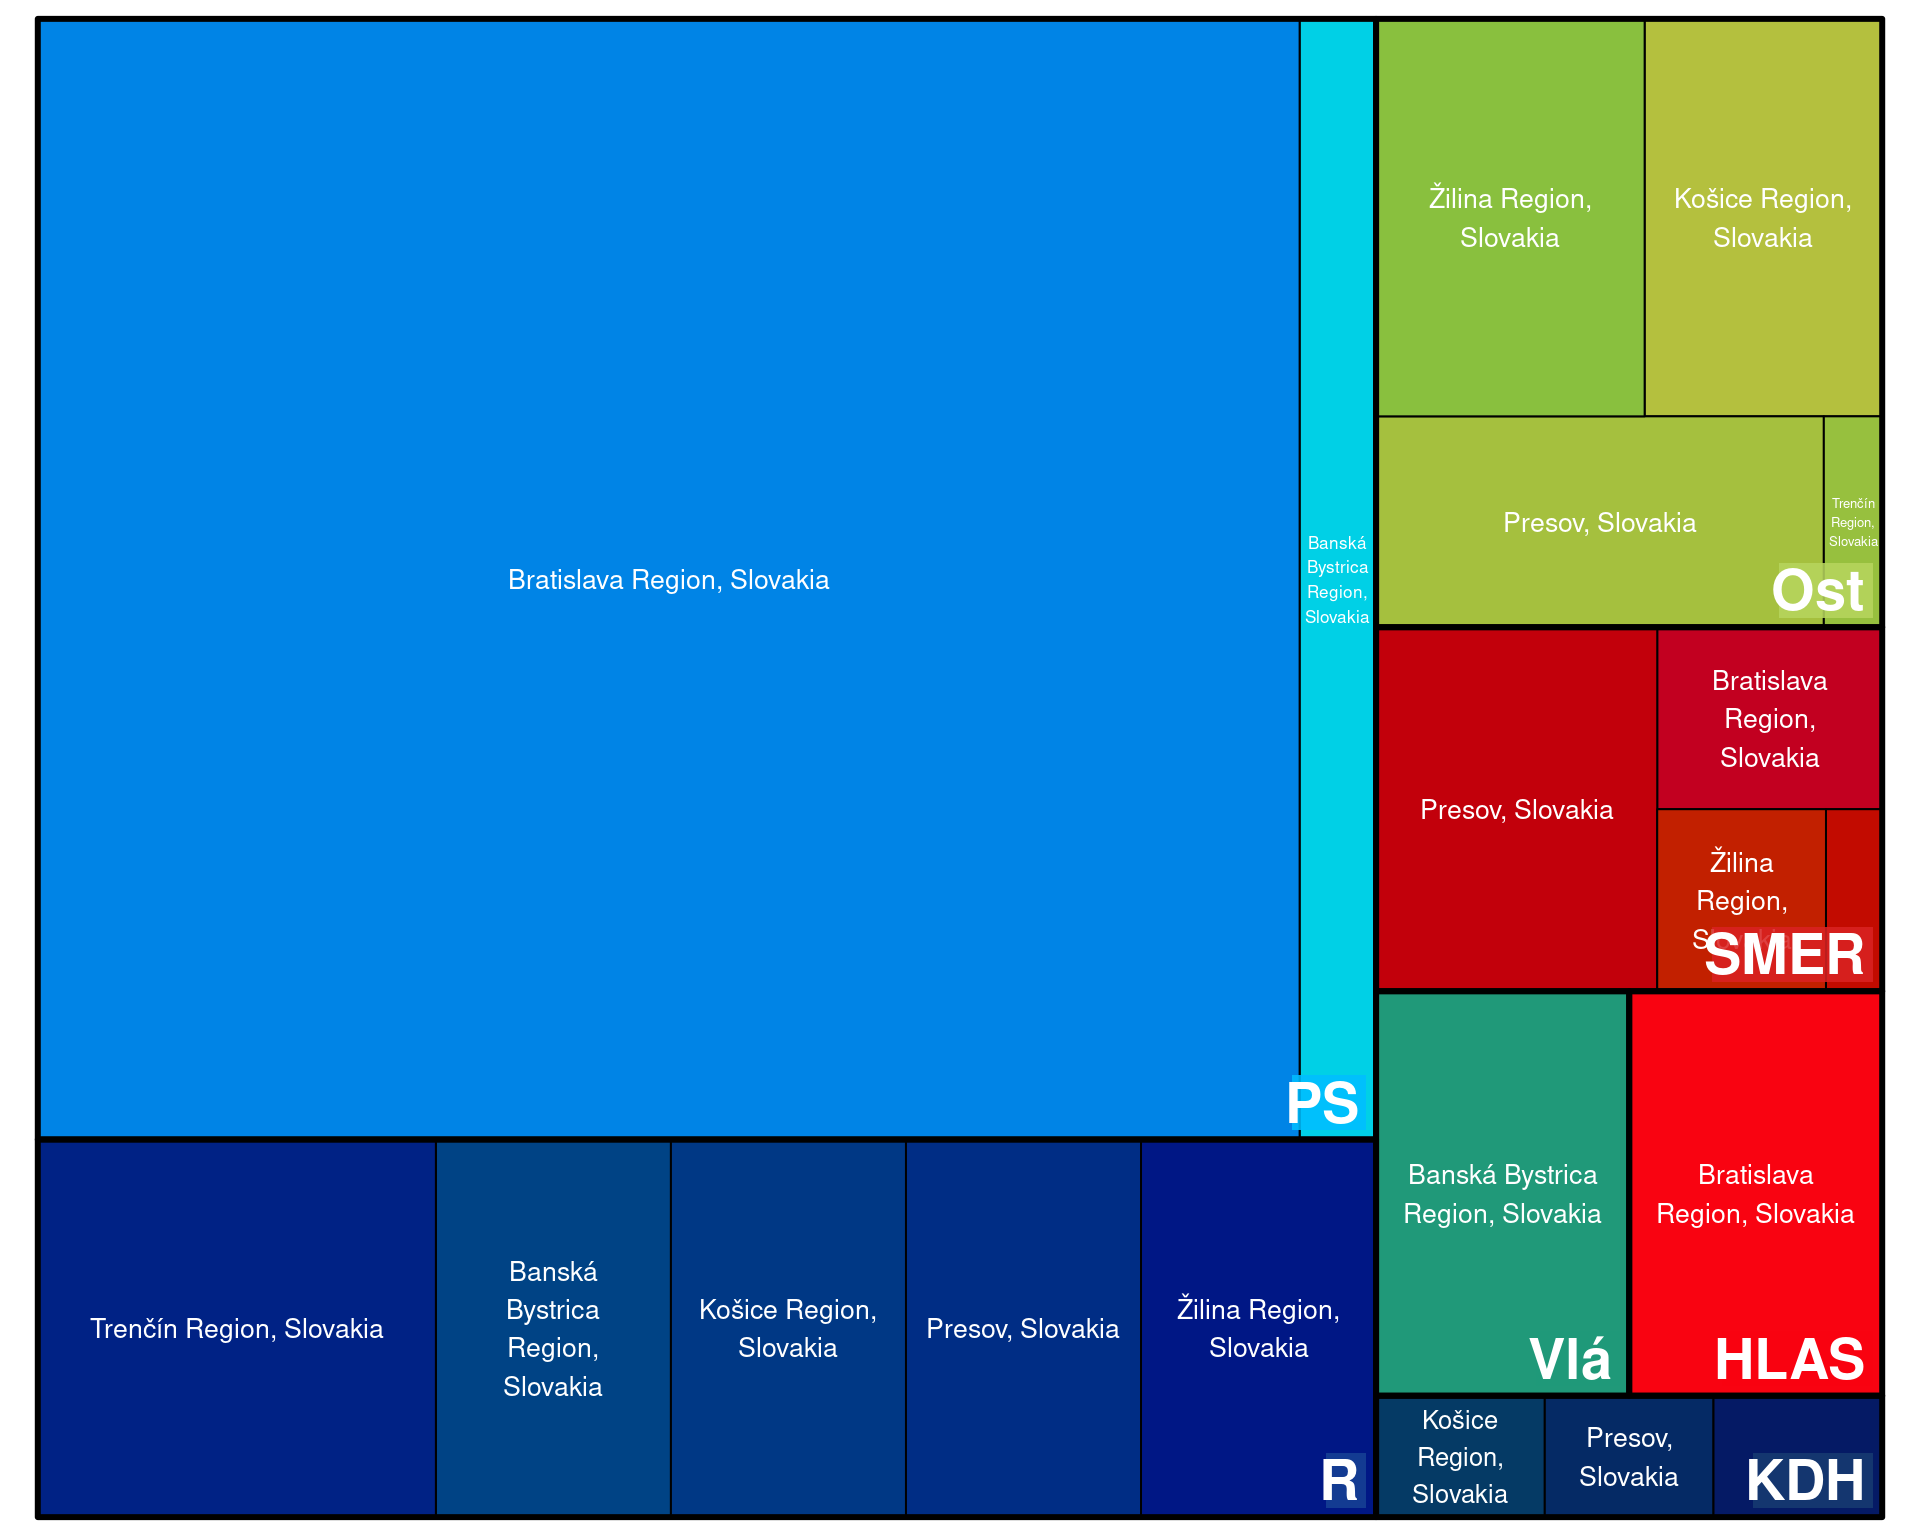 Bratislava Region, Slovakia
Banská
Bystrica
Region,
Slovakia
PS
Trenčín Region, Slovakia
Banská
Bystrica
Region,
Slovakia
Košice Region,
Slovakia
Presov, Slovakia
Žilina Region,
Slovakia
R
Žilina Region,
Slovakia
Košice Region,
Slovakia
Presov, Slovakia
Trenčín
Region,
Slovakia
Ost
Presov, Slovakia
Bratislava
Region,
Slovakia
Žilina
Region,
SMER
Banská Bystrica
Region, Slovakia
Vlá
Bratislava
Region, Slovakia
HLAS
Košice
Region,
Slovakia
Presov,
Slovakia
KDH